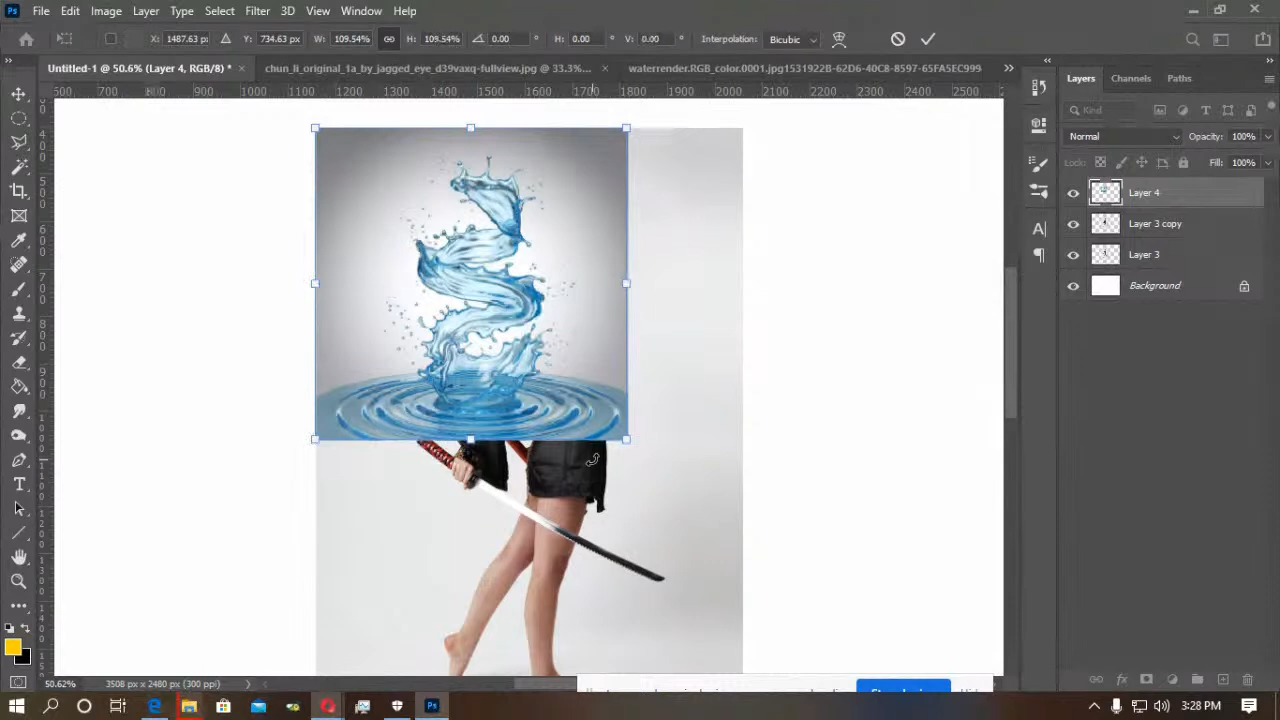 Ps File Edit Image Layer Type Select Filter 3D View Window Help
X: 1487.63 px Y: 734.63 px W: 109.54% H: 109.54% 0.00 ° H: 0.00 ° V: 0.00 ° Interpolation: Bicubic
Untitled-1 @ 50.6% (Layer 4, RGB/8) * × chun_li_original_1a_by_jagged_eye_d39vaxq-fullview.jpg @ 33.3%... × waterrender.RGB_color.0001.jpg1531922B-62D6-40C8-8597-65FA5EC999
Layers Channels Paths
600 700 800 900 1000 1100 1200 1300 1400 1500 1600 1700 1800 1900 2000 2100 2200 2300 2400 2500
Kind
Normal Opacity: 100%
Lock: Fill: 100%
Layer 4
Layer 3 copy
Layer 3
Background
50.62% 3508 px x 2480 px (300 ppi)
3:28 PM